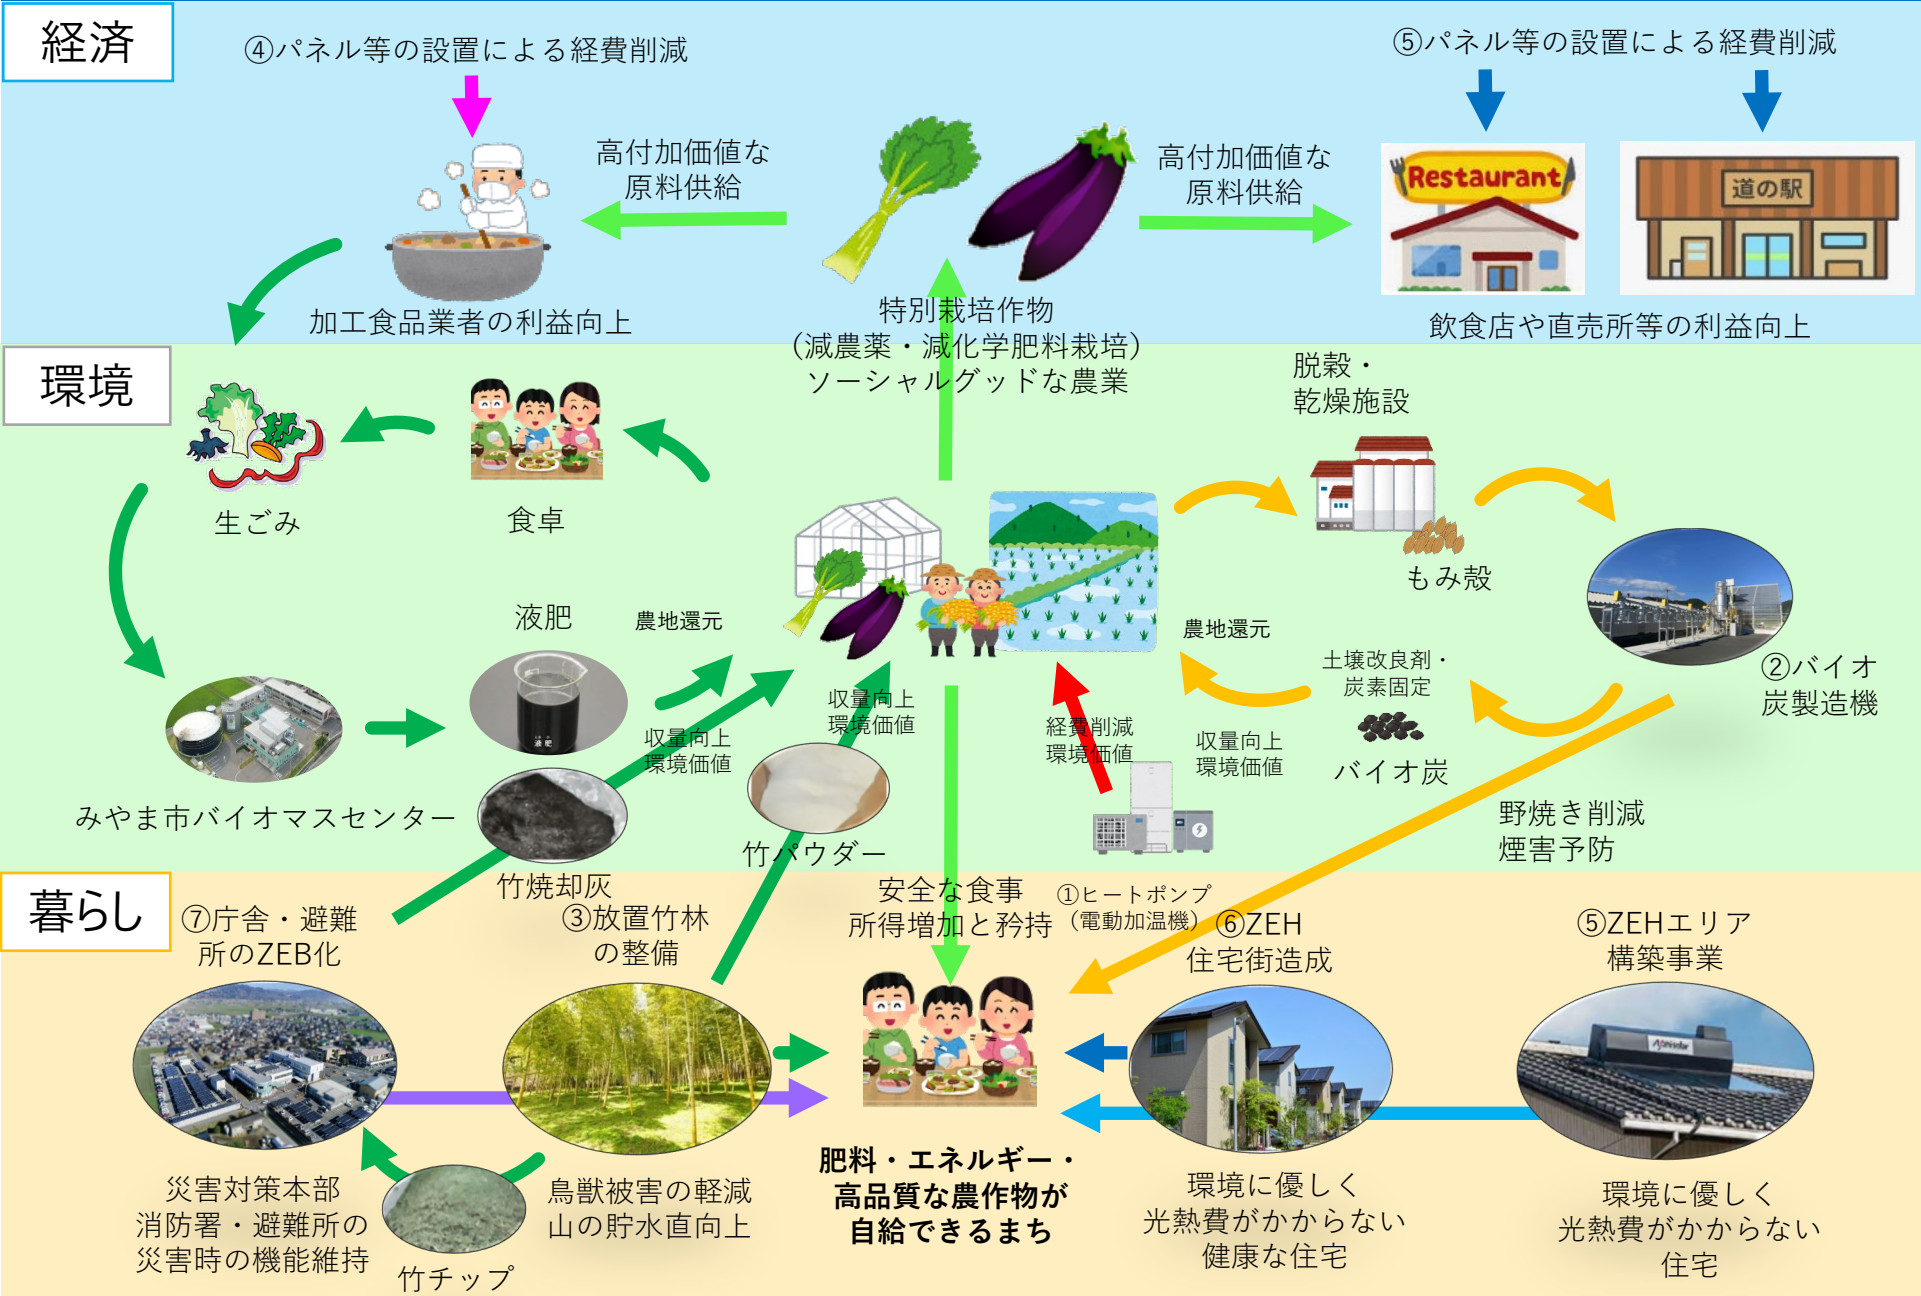 経済
④パネル等の設置による経費削減
⑤パネル等の設置による経費削減
高付加価値な
原料供給
高付加価値な
原料供給
Restaurant
道の駅
加工食品業者の利益向上
特別栽培作物
（減農薬・減化学肥料栽培）
ソーシャルグッドな農業
飲食店や直売所等の利益向上
環境
脱穀・
乾燥施設
生ごみ
食卓
もみ殻
液肥
農地還元
農地還元
土壌改良剤・
炭素固定
②バイオ
炭製造機
液肥
収量向上
環境価値
収量向上
環境価値
経費削減
環境価値
収量向上
環境価値
バイオ炭
みやま市バイオマスセンター
野焼き削減
煙害予防
竹パウダー
竹焼却灰
暮らし
⑦庁舎・避難
所のZEB化
③放置竹林
の整備
安全な食事
所得増加と矜持
①ヒートポンプ
（電動加温機）
⑥ZEH
住宅街造成
⑤ZEHエリア
構築事業
災害対策本部
消防署・避難所の
災害時の機能維持
竹チップ
鳥獣被害の軽減
山の貯水直向上
肥料・エネルギー・
高品質な農作物が
自給できるまち
環境に優しく
光熱費がかからない
健康な住宅
環境に優しく
光熱費がかからない
住宅